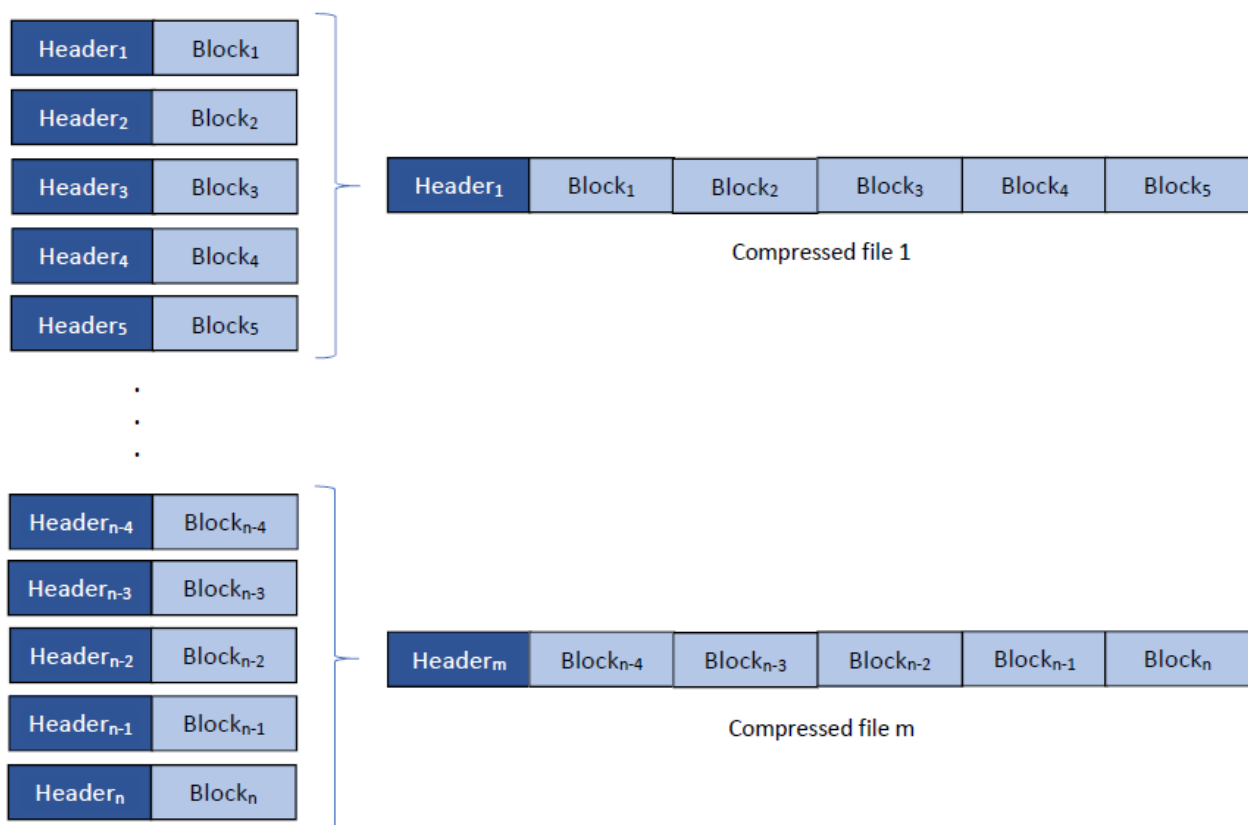 Header₁ Block₁
Header₂ Block₂
Header₃ Block₃
Header₄ Block₄
Header₅ Block₅
Header₁ Block₁ Block₂ Block₃ Block₄ Block₅
Compressed file 1
.
.
.
Headerₙ₋₄ Blockₙ₋₄
Headerₙ₋₃ Blockₙ₋₃
Headerₙ₋₂ Blockₙ₋₂
Headerₙ₋₁ Blockₙ₋₁
Headerₙ Blockₙ
Headerₘ Blockₙ₋₄ Blockₙ₋₃ Blockₙ₋₂ Blockₙ₋₁ Blockₙ
Compressed file m